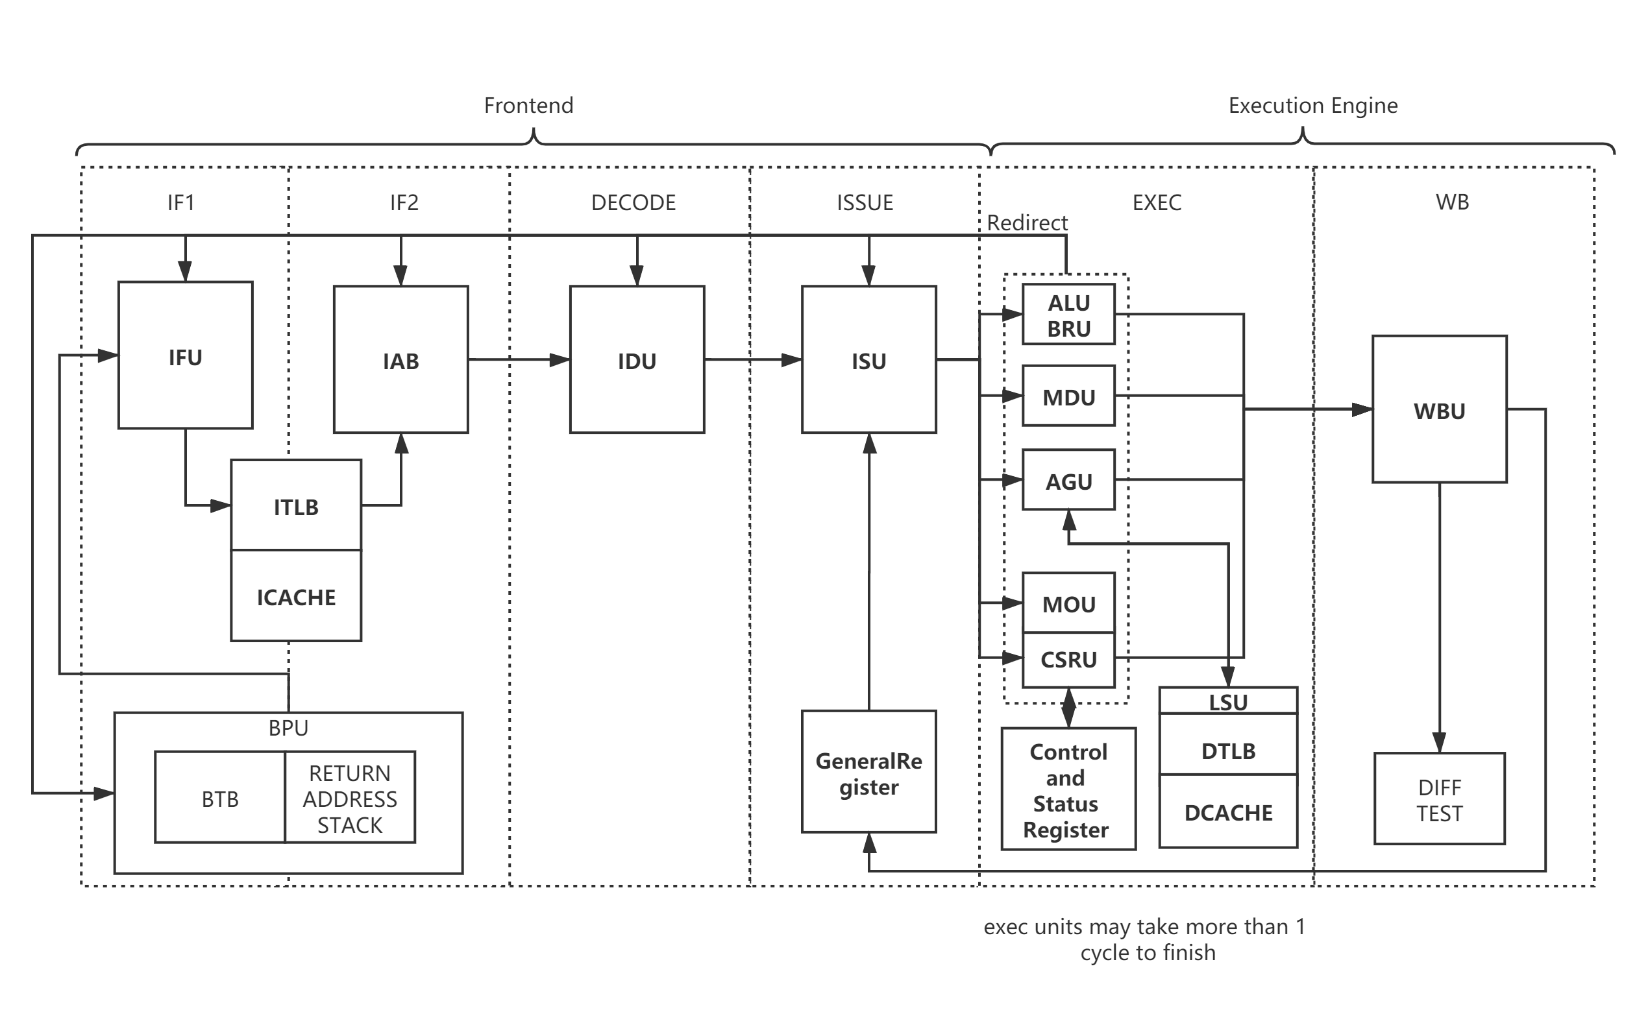 Frontend
Execution Engine
IF1
IF2
DECODE
ISSUE
EXEC
WB
Redirect
IFU
IAB
IDU
ISU
ALU
BRU
MDU
AGU
MOU
CSRU
WBU
ITLB
ICACHE
BPU
BTB
RETURN
ADDRESS
STACK
GeneralRe
gister
Control
and
Status
Register
LSU
DTLB
DCACHE
DIFF
TEST
exec units may take more than 1
cycle to finish